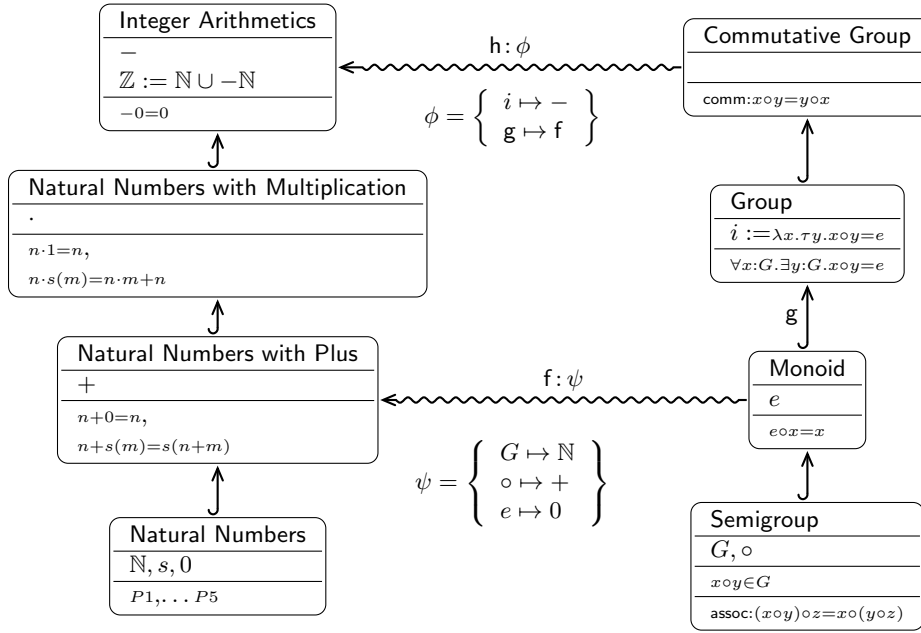 Integer Arithmetics
−
ℤ := ℕ ∪ −ℕ
−0=0
h: ϕ
ϕ = { i ↦ −
g ↦ f }
Commutative Group
comm:x∘y=y∘x
Natural Numbers with Multiplication
·
n·1=n,
n·s(m)=n·m+n
Group
i :=λx.τy.x∘y=e
∀x:G.∃y:G.x∘y=e
g
Natural Numbers with Plus
+
n+0=n,
n+s(m)=s(n+m)
f: ψ
ψ = { G ↦ ℕ
∘ ↦ +
e ↦ 0 }
Monoid
e
e∘x=x
Natural Numbers
ℕ, s, 0
P1,... P5
Semigroup
G, ∘
x∘y∈G
assoc:(x∘y)∘z=x∘(y∘z)